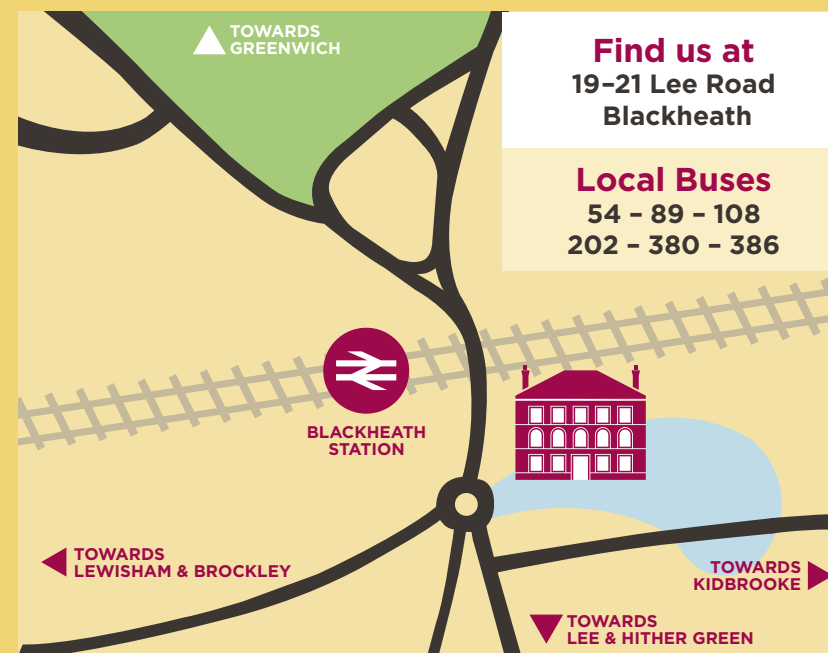 TOWARDS
GREENWICH
Find us at
19–21 Lee Road
Blackheath
Local Buses
54 – 89 – 108
202 – 380 – 386
BLACKHEATH
STATION
TOWARDS
LEWISHAM & BROCKLEY
TOWARDS
KIDBROOKE
TOWARDS
LEE & HITHER GREEN